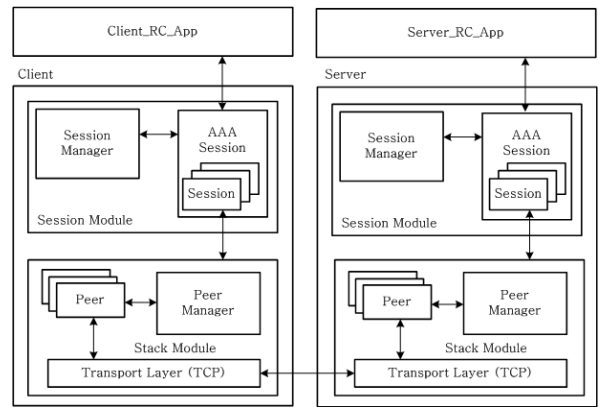 Client_RC_App
Server_RC_App
Client
Server
Session
Manager
AAA
Session
Session
Session Module
Session
Manager
AAA
Session
Session
Session Module
Peer
Peer
Manager
Stack Module
Transport Layer (TCP)
Peer
Peer
Manager
Stack Module
Transport Layer (TCP)